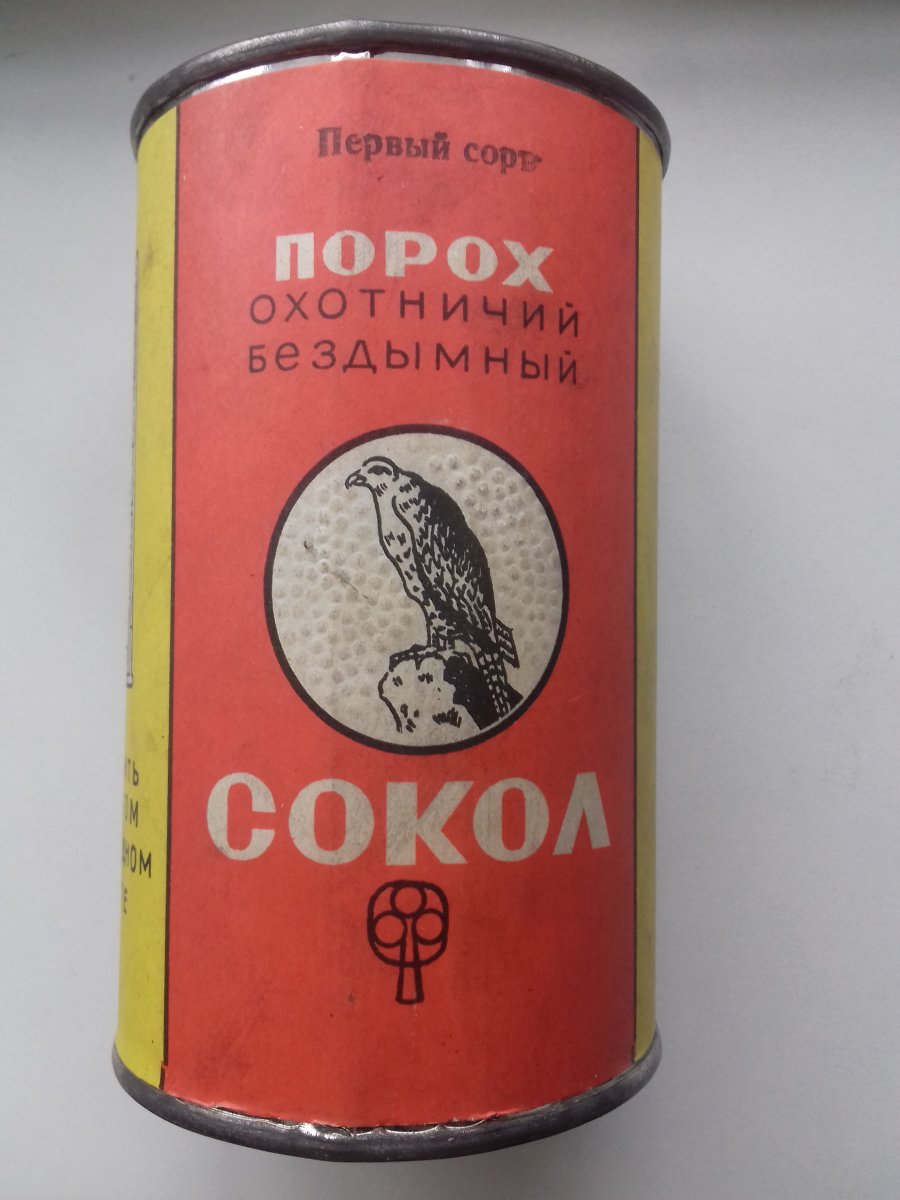 Первый сорт
ПОРОХ
ОХОТНИЧИЙ
БЕЗДЫМНЫЙ
СОКОЛ